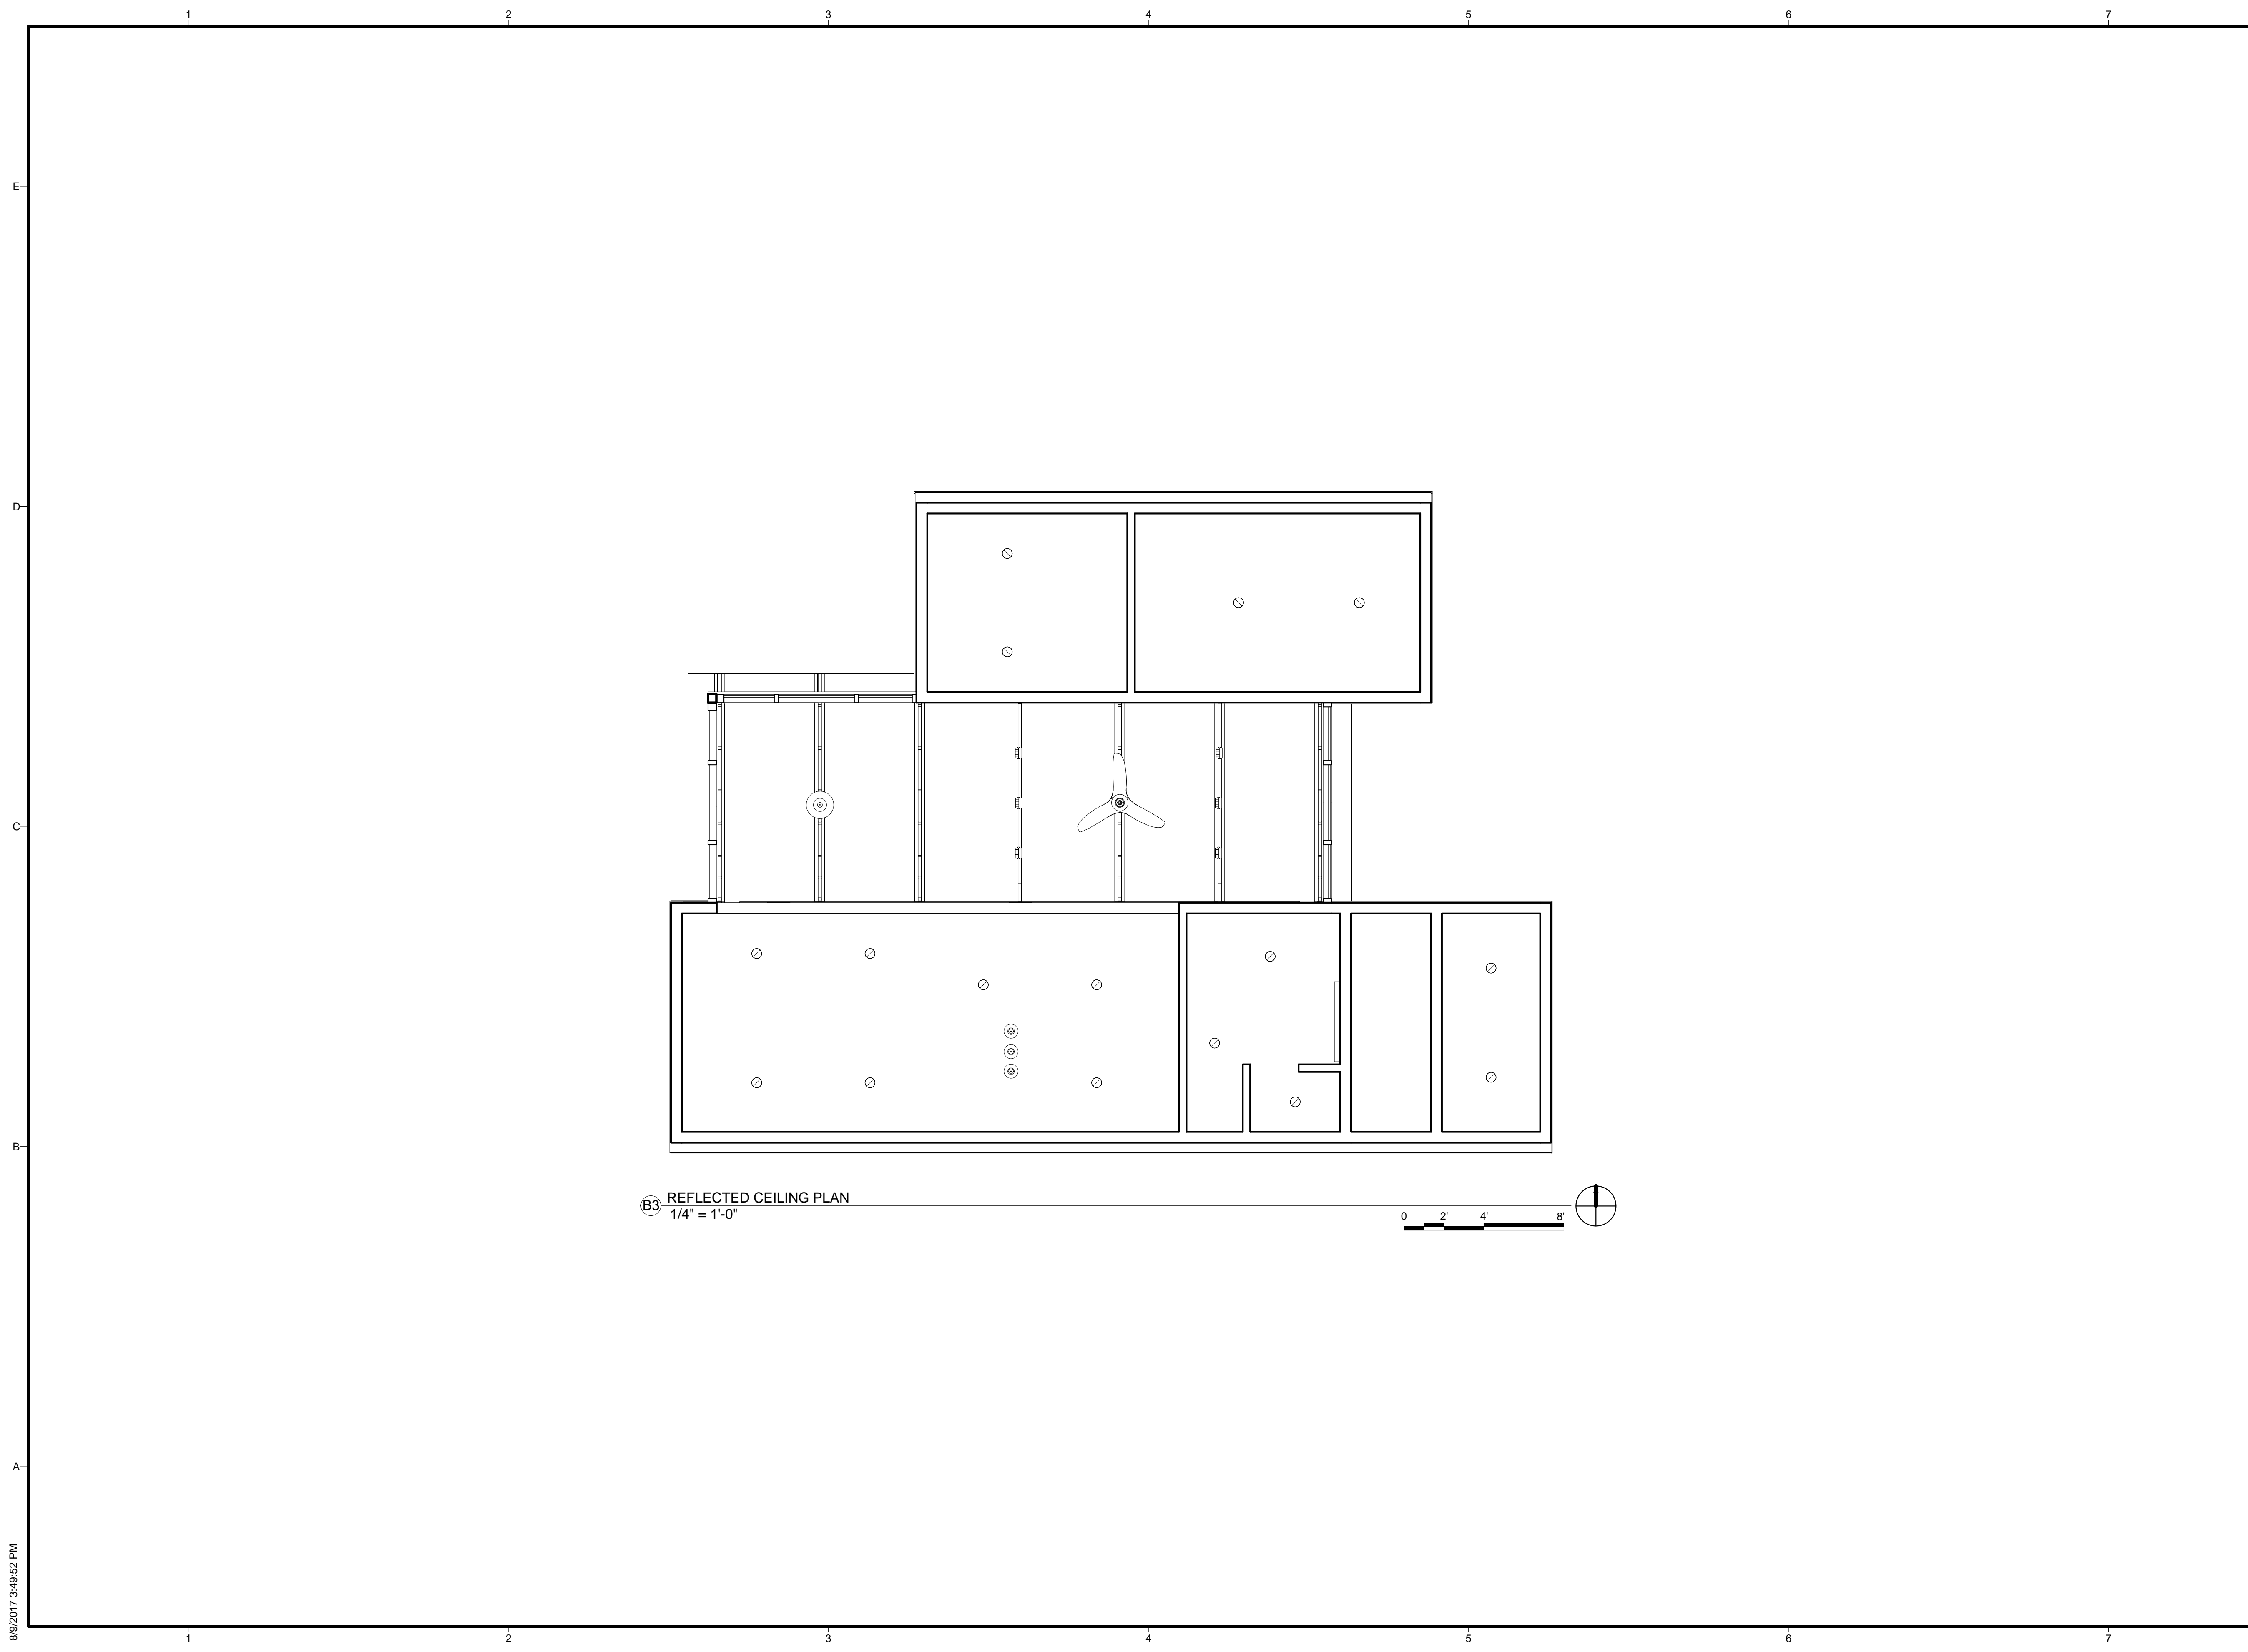 1 2 3 4 5 6 7
E
D
C
B
A
B3 REFLECTED CEILING PLAN
1/4" = 1'-0"
0 2' 4' 8'
8/9/2017 3:49:52 PM
1 2 3 4 5 6 7